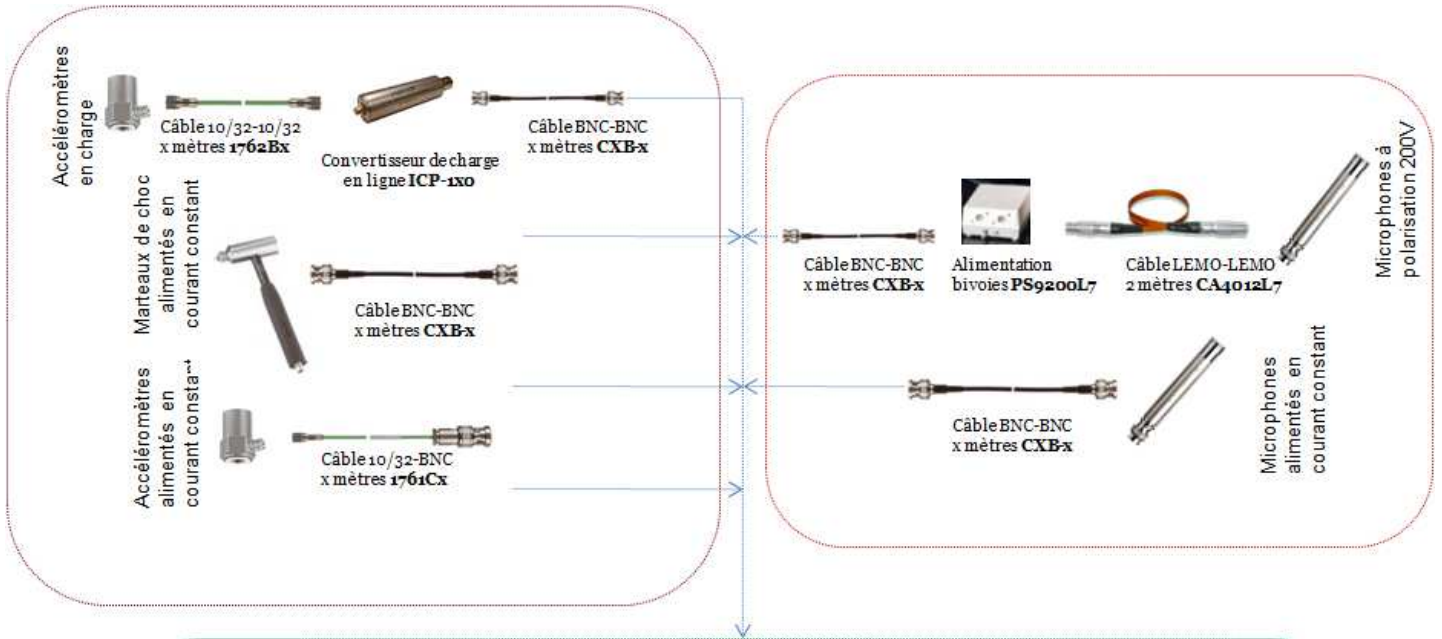 Accéléromètres
en charge
Câble 10/32-10/32
x mètres 1762Bx
Convertisseur de charge
en ligne ICP-1x0
Câble BNC-BNC
x mètres CXB-x
Marteaux de choc
alimentés en
courant constant
Câble BNC-BNC
x mètres CXB-x
Accéléromètres
alimentés en
courant
Câble 10/32-BNC
x mètres 1761Cx
Câble BNC-BNC
x mètres CXB-x
Alimentation
bivoies PS9200L7
Câble LEMO-LEMO
2 mètres CA4012L7
Microphones à
polarisation 200V
Câble BNC-BNC
x mètres CXB-x
Microphones
alimentés en
courant constant